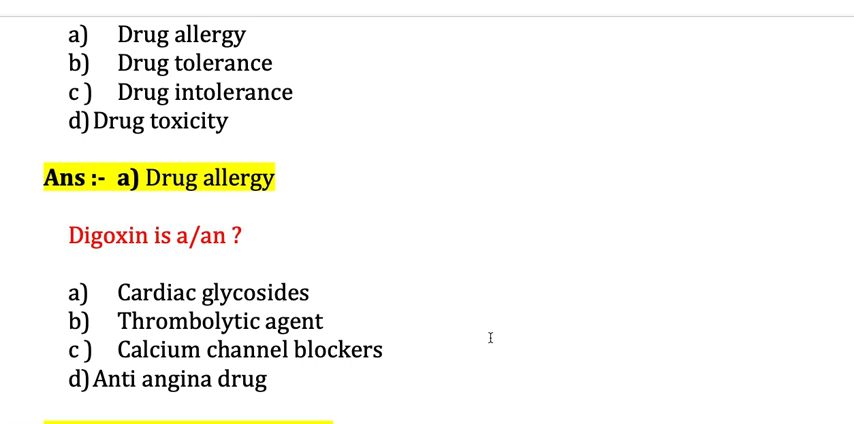 a) Drug allergy
b) Drug tolerance
c) Drug intolerance
d) Drug toxicity
Ans :- a) Drug allergy
Digoxin is a/an ?
a) Cardiac glycosides
b) Thrombolytic agent
c) Calcium channel blockers
d) Anti angina drug